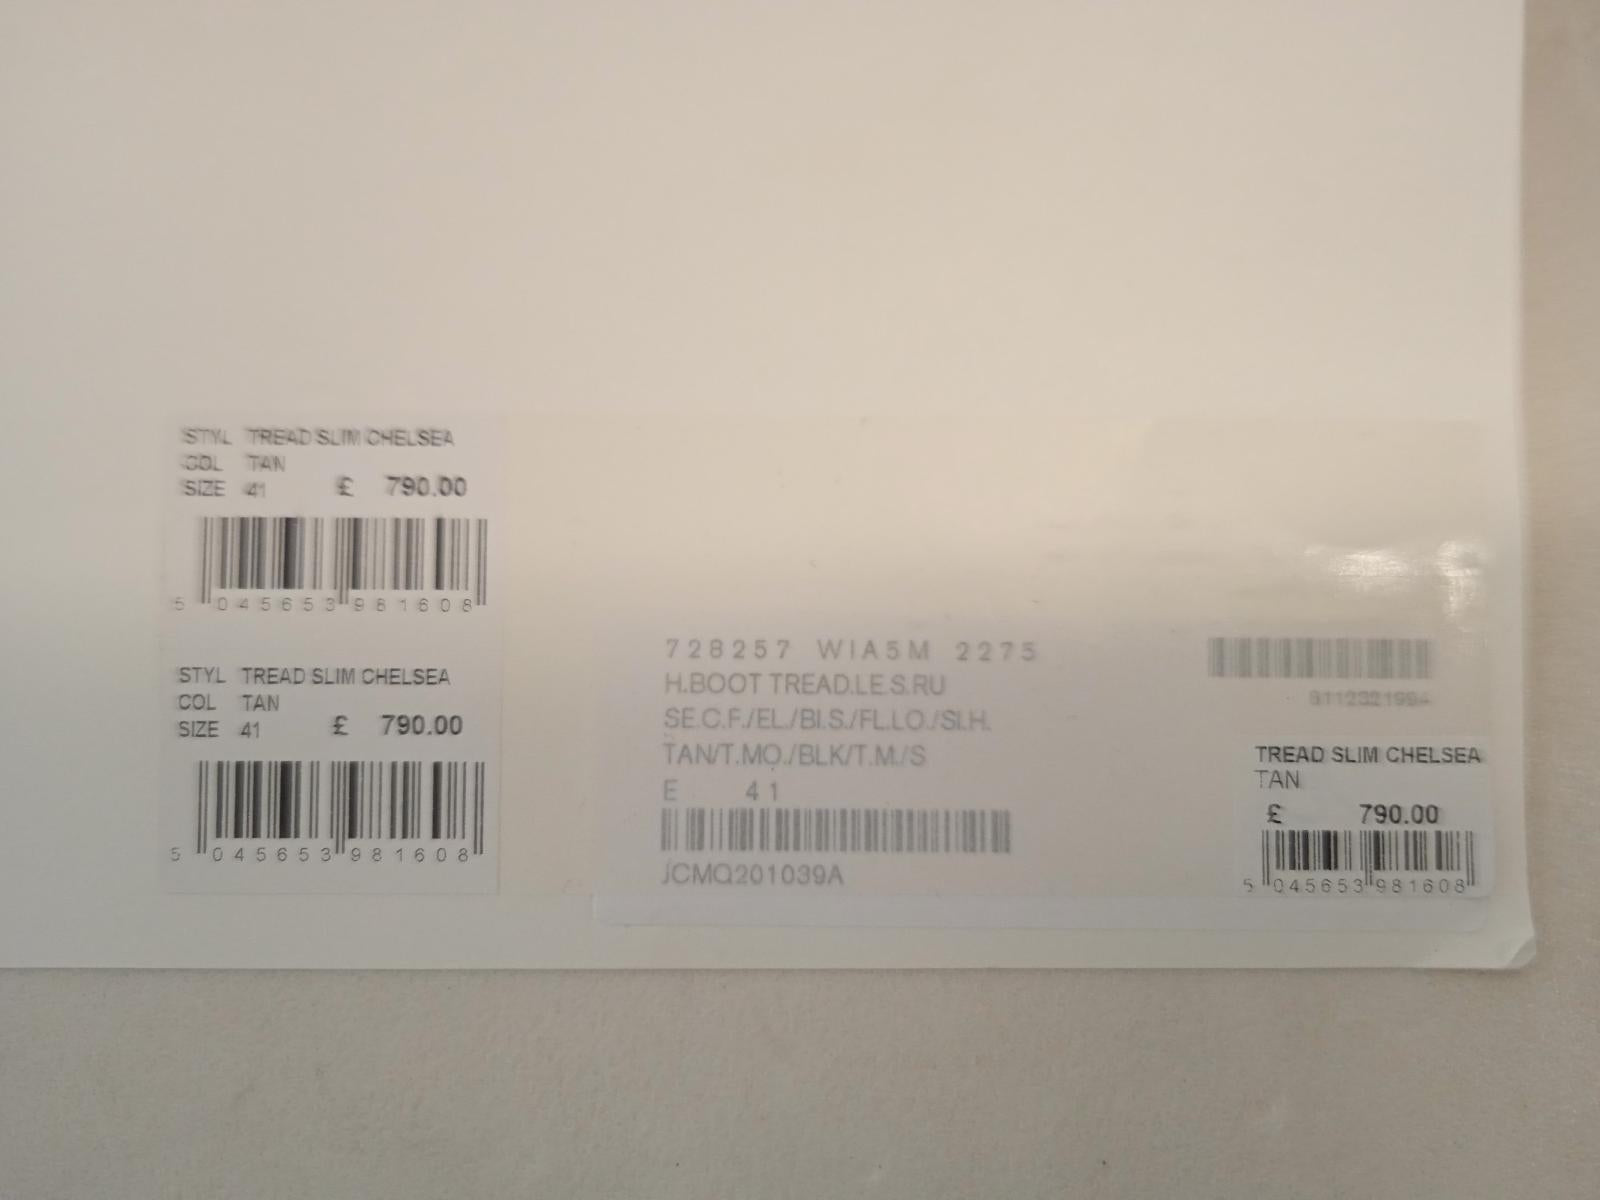 STYL TREAD SLIM CHELSEA
COL TAN
SIZE 41 £ 790.00
5 045653 981608
STYL TREAD SLIM CHELSEA
COL TAN
SIZE 41 £ 790.00
5 045653 981608
728257 WIA5M 2275
H.BOOT TREAD.LE.S.RU
SE.C.F./EL./BI.S./FL.LO./SI.H.
TAN/T.MO./BLK/T.M./S
E 41
JCMQ201039A
TREAD SLIM CHELSEA
TAN
£ 790.00
5 045653 981608